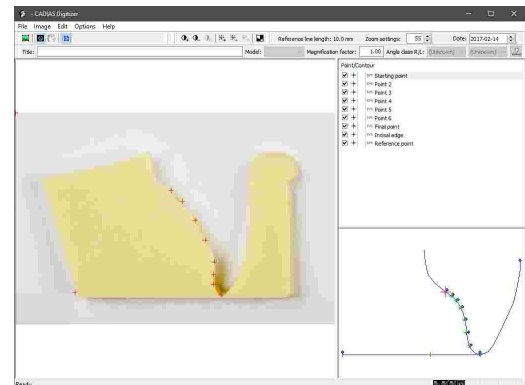 - CADIAS Digitizer
File Image Edit Options Help
Reference line length: 10.0 mm Zoom settings: 55 Date: 2017-02-14
Title: Model: Magnification factor: 1.00 Angle class R/L: (Unknown) (Unknown)
Point/Contour
Starting point
Point 2
Point 3
Point 4
Point 5
Point 6
Final point
Incisal edge
Reference point
Ready